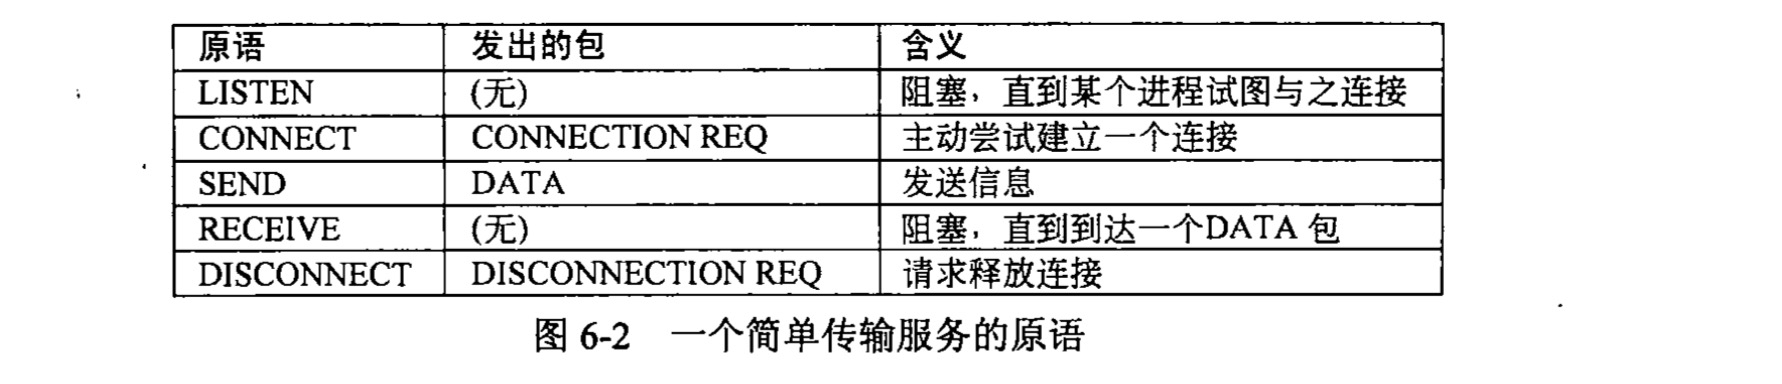 原语 发出的包 含义
LISTEN (无) 阻塞，直到某个进程试图与之连接
CONNECT CONNECTION REQ 主动尝试建立一个连接
SEND DATA 发送信息
RECEIVE (无) 阻塞，直到到达一个DATA 包
DISCONNECT DISCONNECTION REQ 请求释放连接
图 6-2 一个简单传输服务的原语